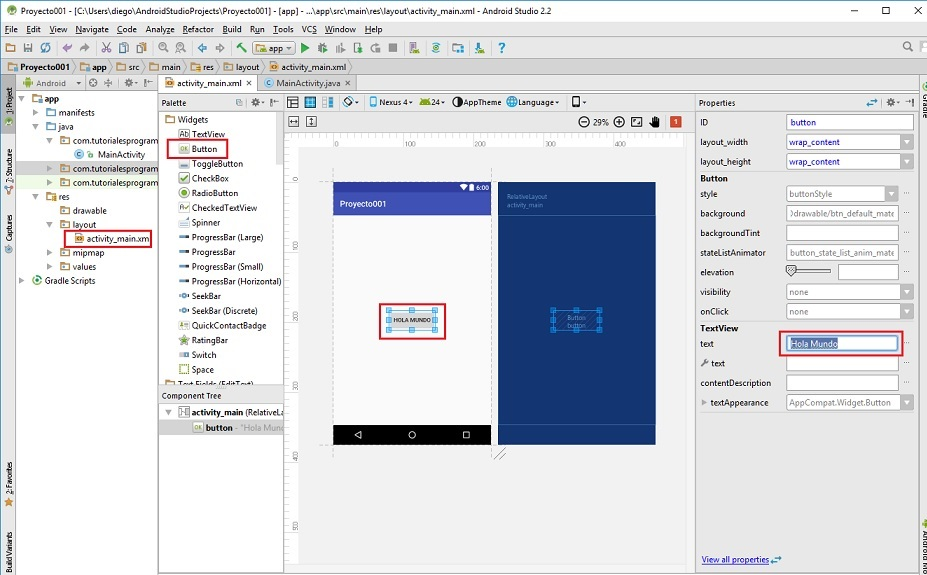 Proyecto001 - [C:\Users\diego\AndroidStudioProjects\Proyecto001] - [app] - ...\app\src\main\res\layout\activity_main.xml - Android Studio 2.2
File Edit View Navigate Code Analyze Refactor Build Run Tools VCS Window Help
app
Proyecto001 app src main res layout activity_main.xml
1: Project
7: Structure
Captures
2: Favorites
Build Variants
Android
app
manifests
java
com.tutorialesprogram
MainActivity
com.tutorialesprogram
com.tutorialesprogram
res
drawable
layout
activity_main.xml
mipmap
values
Gradle Scripts
activity_main.xml MainActivity.java
Palette
Widgets
Ab TextView
OK Button
ToggleButton
CheckBox
RadioButton
CheckedTextView
Spinner
ProgressBar (Large)
ProgressBar
ProgressBar (Small)
ProgressBar (Horizontal)
SeekBar
SeekBar (Discrete)
QuickContactBadge
RatingBar
Switch
Space
Text Fields (EditText)
Component Tree
activity_main (RelativeLa
OK button - "Hola Mund
Nexus 4 24 AppTheme Language
29% 1
0 100 200 300 400
0
100
200
300
400
500
6:00
Proyecto001
HOLA MUNDO
RelativeLayout
activity_main
Button
button
Properties
ID button
layout_width wrap_content
layout_height wrap_content
Button
style buttonStyle
background drawable/btn_default_mate
backgroundTint
stateListAnimator button_state_list_anim_mate
elevation
visibility none
onClick none
TextView
text Hola Mundo
text
contentDescription
textAppearance AppCompat.Widget.Button
View all properties
Gradle